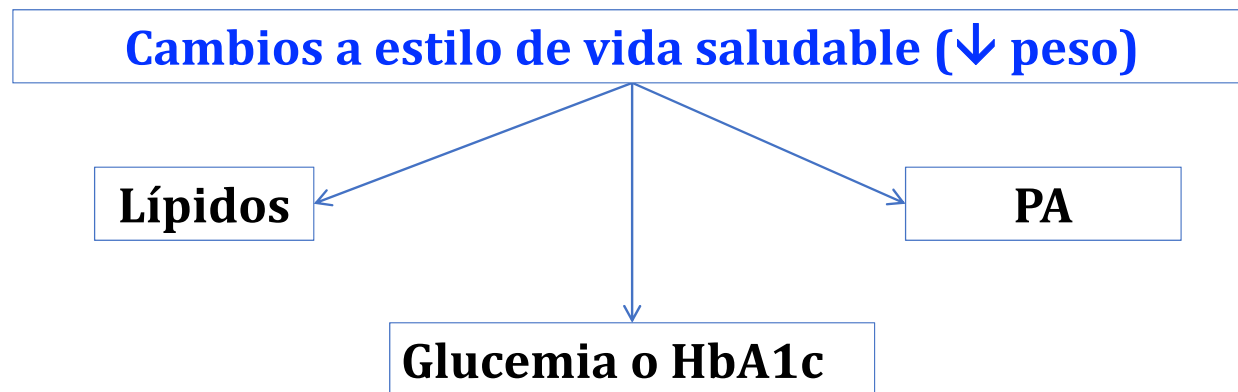 Cambios a estilo de vida saludable (↓ peso)
Lípidos
PA
Glucemia o HbA1c